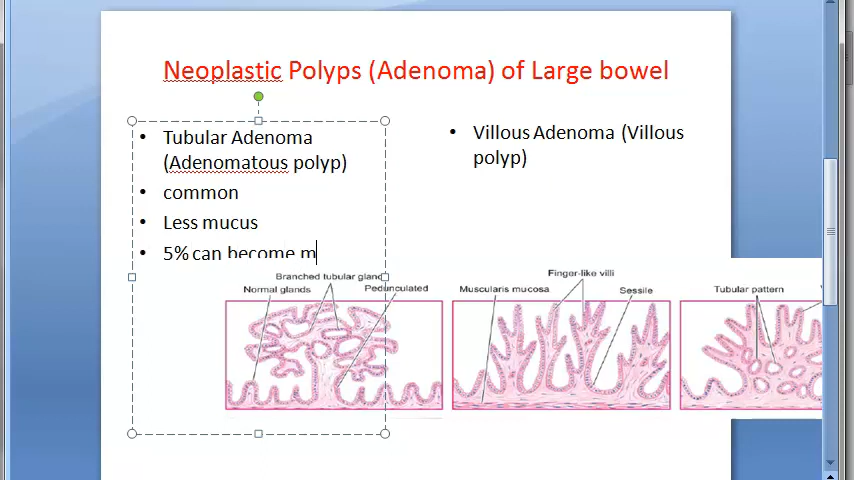 Neoplastic Polyps (Adenoma) of Large bowel
• Tubular Adenoma
(Adenomatous polyp)
• common
• Less mucus
• 5% can become m
• Villous Adenoma (Villous
polyp)
Branched tubular gland
Normal glands
Pedunculated
Finger-like villi
Muscularis mucosa
Sessile
Tubular pattern